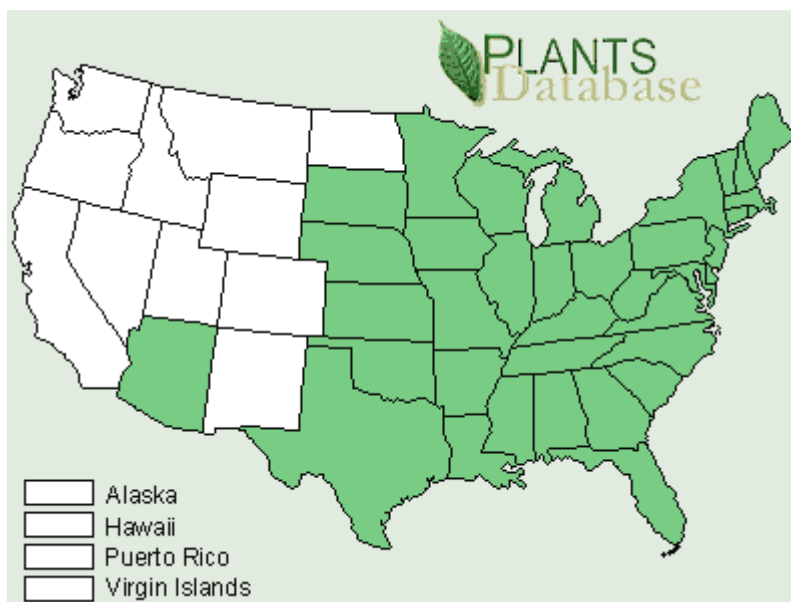 PLANTS
Database
Alaska
Hawaii
Puerto Rico
Virgin Islands